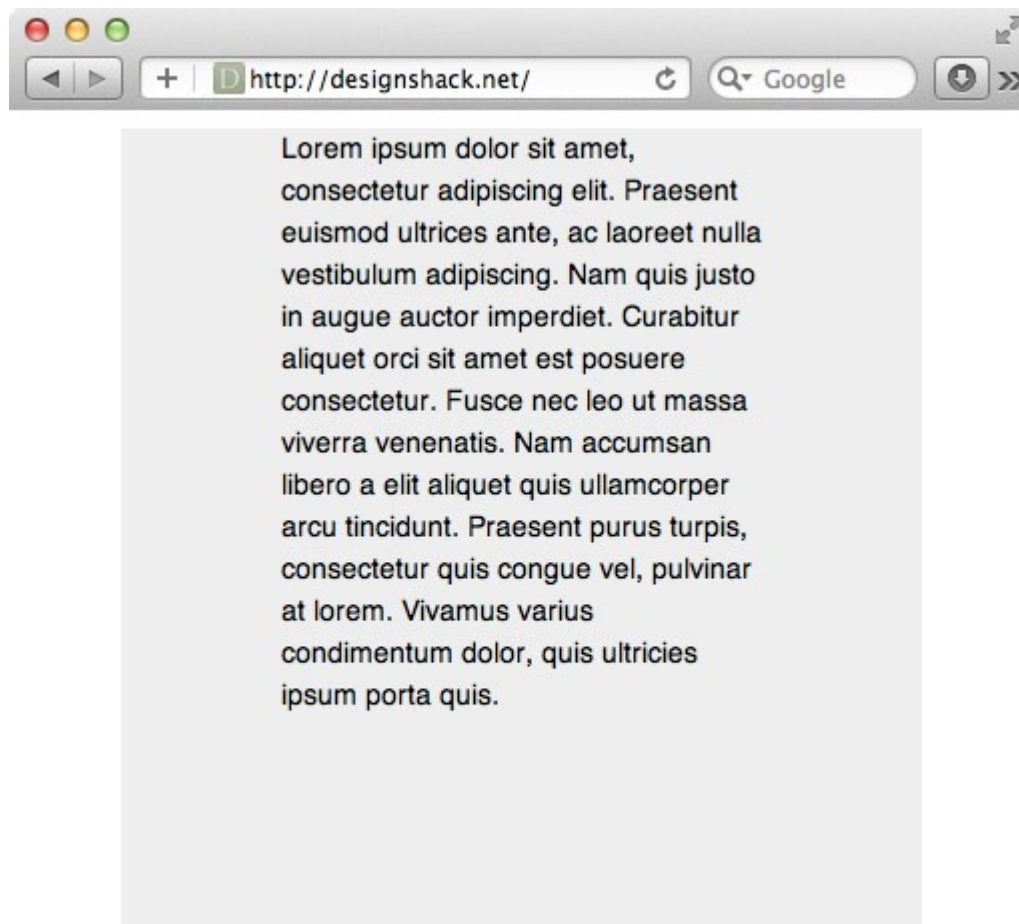 D http://designshack.net/
Google
Lorem ipsum dolor sit amet,
consectetur adipiscing elit. Praesent
euismod ultrices ante, ac laoreet nulla
vestibulum adipiscing. Nam quis justo
in augue auctor imperdiet. Curabitur
aliquet orci sit amet est posuere
consectetur. Fusce nec leo ut massa
viverra venenatis. Nam accumsan
libero a elit aliquet quis ullamcorper
arcu tincidunt. Praesent purus turpis,
consectetur quis congue vel, pulvinar
at lorem. Vivamus varius
condimentum dolor, quis ultricies
ipsum porta quis.